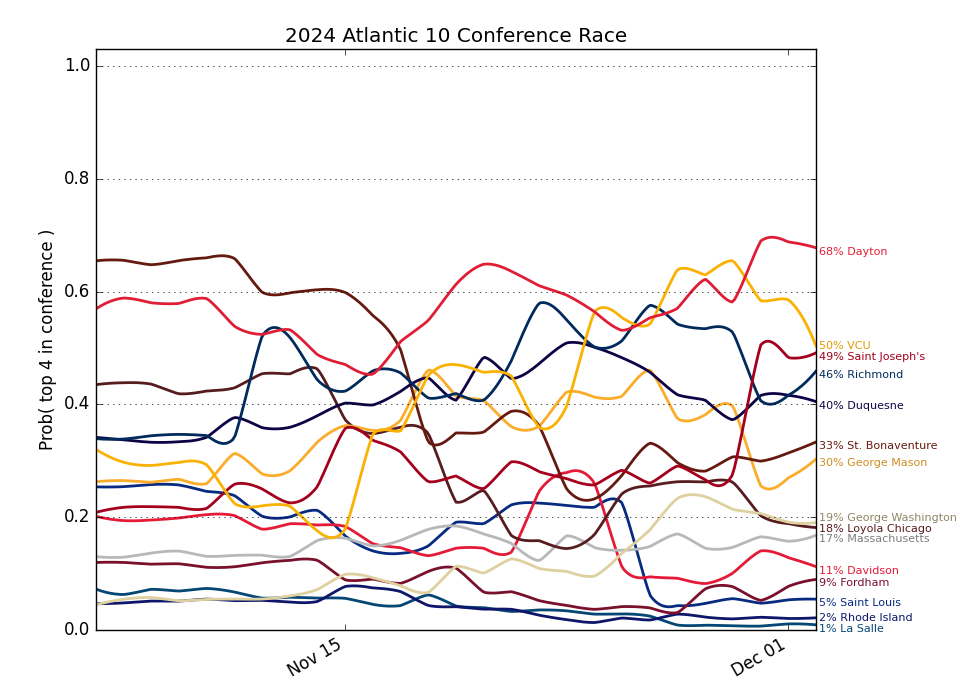 2024 Atlantic 10 Conference Race
Prob( top 4 in conference )
1.0
0.8
0.6
0.4
0.2
0.0
Nov 15
Dec 01
68% Dayton
50% VCU
49% Saint Joseph's
46% Richmond
40% Duquesne
33% St. Bonaventure
30% George Mason
19% George Washington
18% Loyola Chicago
17% Massachusetts
11% Davidson
9% Fordham
5% Saint Louis
2% Rhode Island
1% La Salle